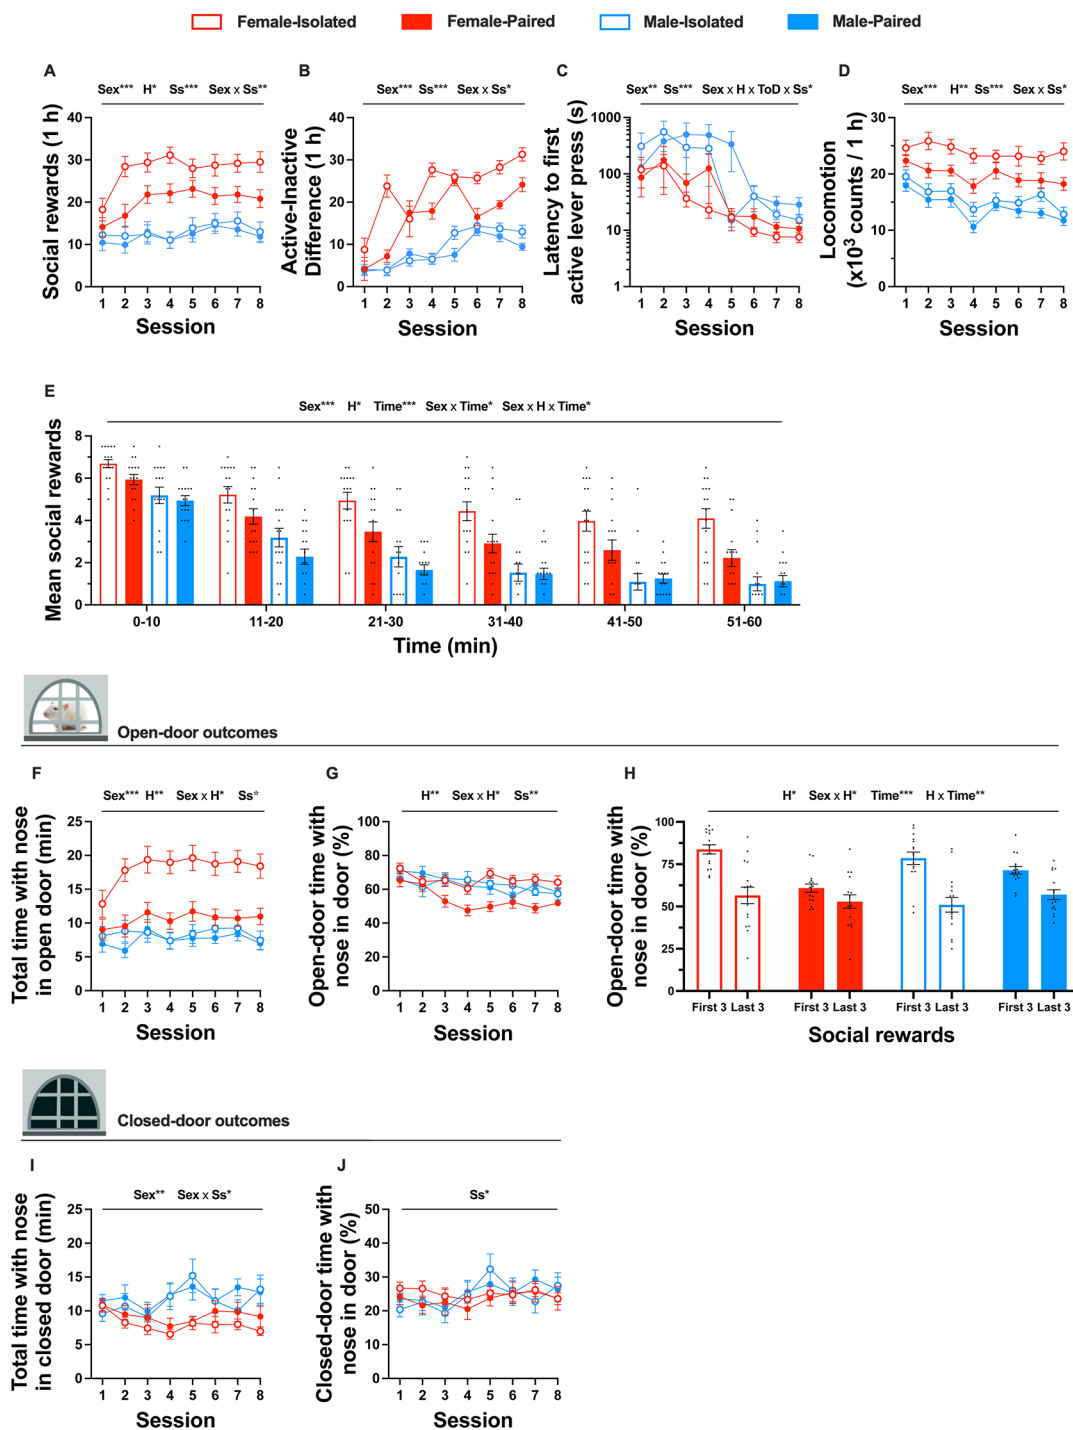 Female-Isolated Female-Paired Male-Isolated Male-Paired
A
Sex*** H* Ss*** Sex x Ss**
Social rewards (1 h)
40
30
20
10
0
1 2 3 4 5 6 7 8
Session
B
Sex*** Ss*** Sex x Ss*
Active-Inactive
Difference (1 h)
40
30
20
10
0
1 2 3 4 5 6 7 8
Session
C
Sex** Ss*** Sex x H x ToD x Ss*
Latency to first
active lever press (s)
1000
100
10
1
1 2 3 4 5 6 7 8
Session
D
Sex*** H** Ss*** Sex x Ss*
Locomotion
(x10³ counts / 1 h)
30
20
10
0
1 2 3 4 5 6 7 8
Session
E
Sex*** H* Time*** Sex x Time* Sex x H x Time*
Mean social rewards
8
6
4
2
0
0-10 11-20 21-30 31-40 41-50 51-60
Time (min)
Open-door outcomes
F
Sex*** H** Sex x H* Ss*
Total time with nose
in open door (min)
25
20
15
10
5
0
1 2 3 4 5 6 7 8
Session
G
H** Sex x H* Ss**
Open-door time with
nose in door (%)
100
80
60
40
20
0
1 2 3 4 5 6 7 8
Session
H
H* Sex x H* Time*** H x Time**
Open-door time with
nose in door (%)
100
75
50
25
0
First 3 Last 3 First 3 Last 3 First 3 Last 3 First 3 Last 3
Social rewards
Closed-door outcomes
I
Sex** Sex x Ss*
Total time with nose
in closed door (min)
25
20
15
10
5
0
1 2 3 4 5 6 7 8
Session
J
Ss*
Closed-door time with
nose in door (%)
50
40
30
20
10
0
1 2 3 4 5 6 7 8
Session